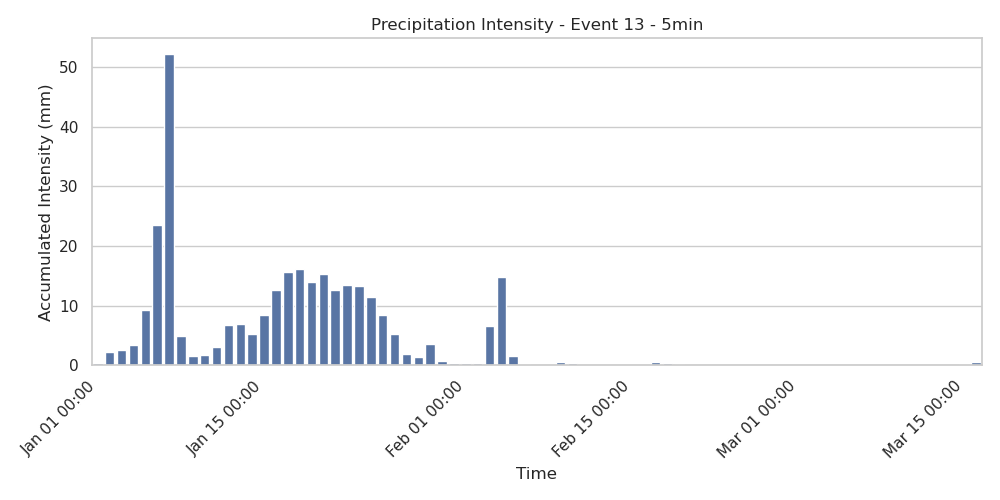 Precipitation Intensity - Event 13 - 5min
Accumulated Intensity (mm)
50
40
30
20
10
0
Jan 01 00:00
Jan 15 00:00
Feb 01 00:00
Feb 15 00:00
Mar 01 00:00
Mar 15 00:00
Time